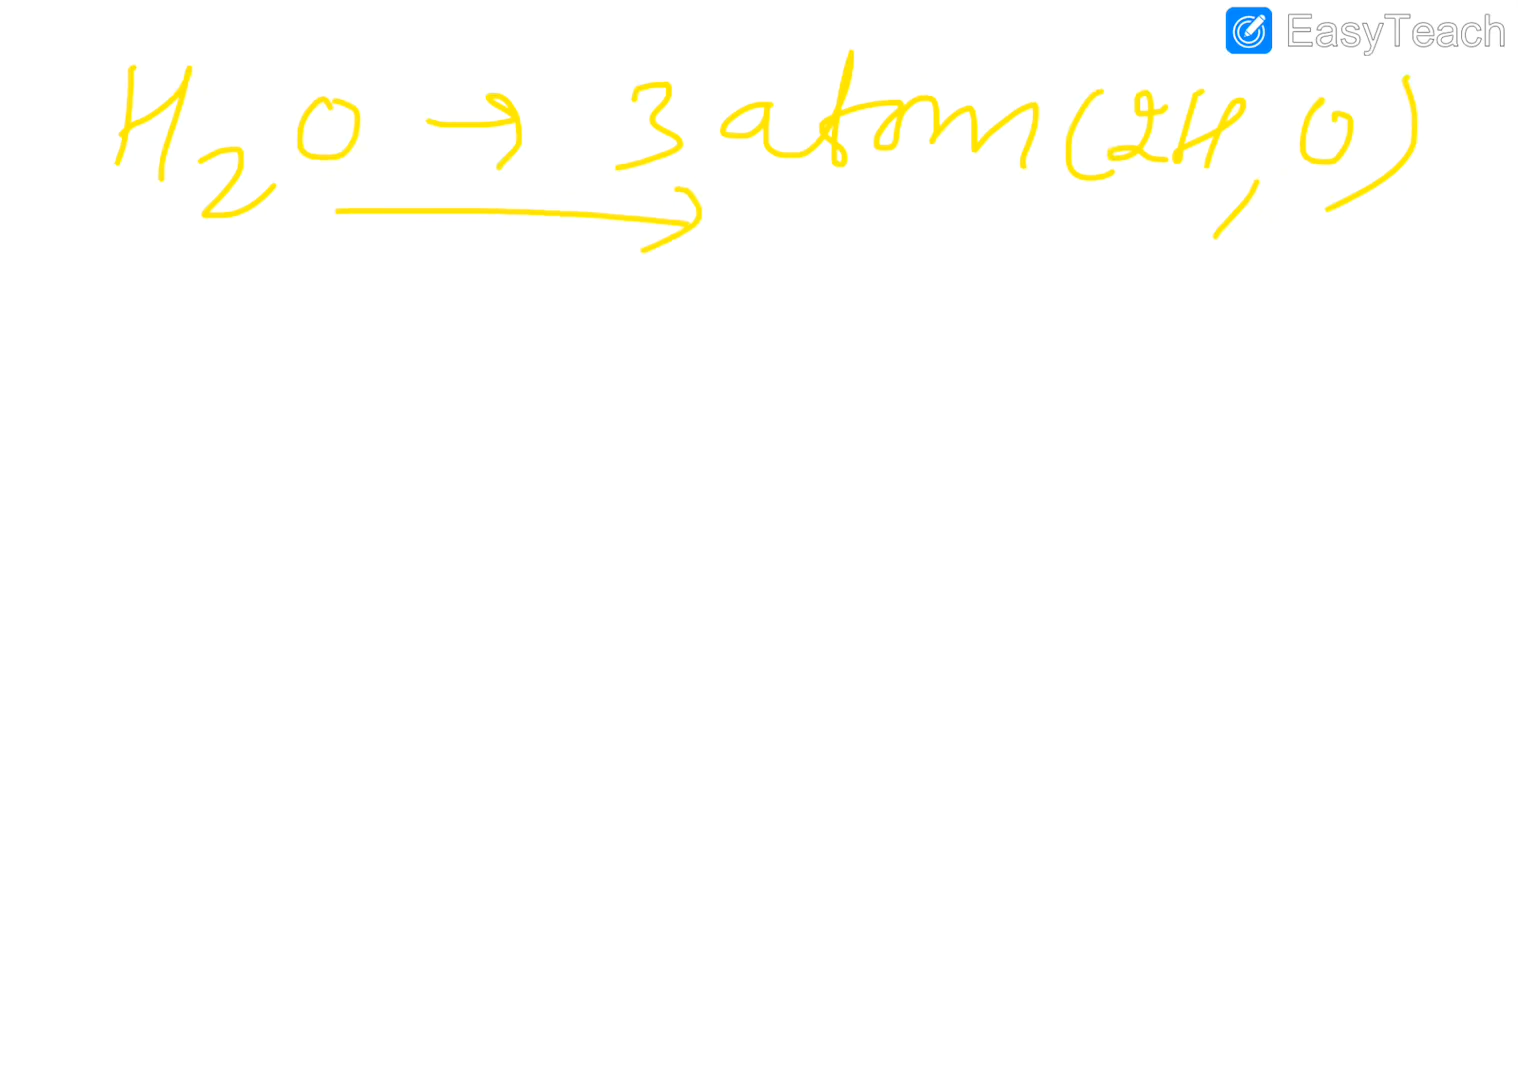 EasyTeach
H₂O → 3 atom (2H, O)